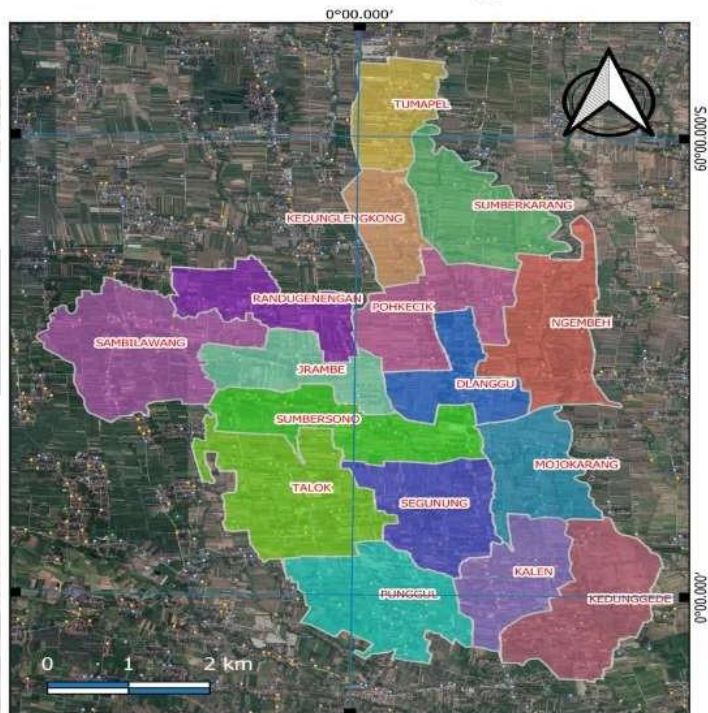 0°00.000'
TUMAPEL
60°00.000'S
SUMBERKARANG
KEDUNGLENGKONG
RANDUGENENGAN
POHKECIK
NGEMBEH
SAMBILAWANG
JRAMBE
DLANGGU
SUMBERSONO
MOJOKARANG
TALOK
SEGUNUNG
KALEN
PUNGGUL
KEDUNGGEDE
0°00.000'
0 1 2 km